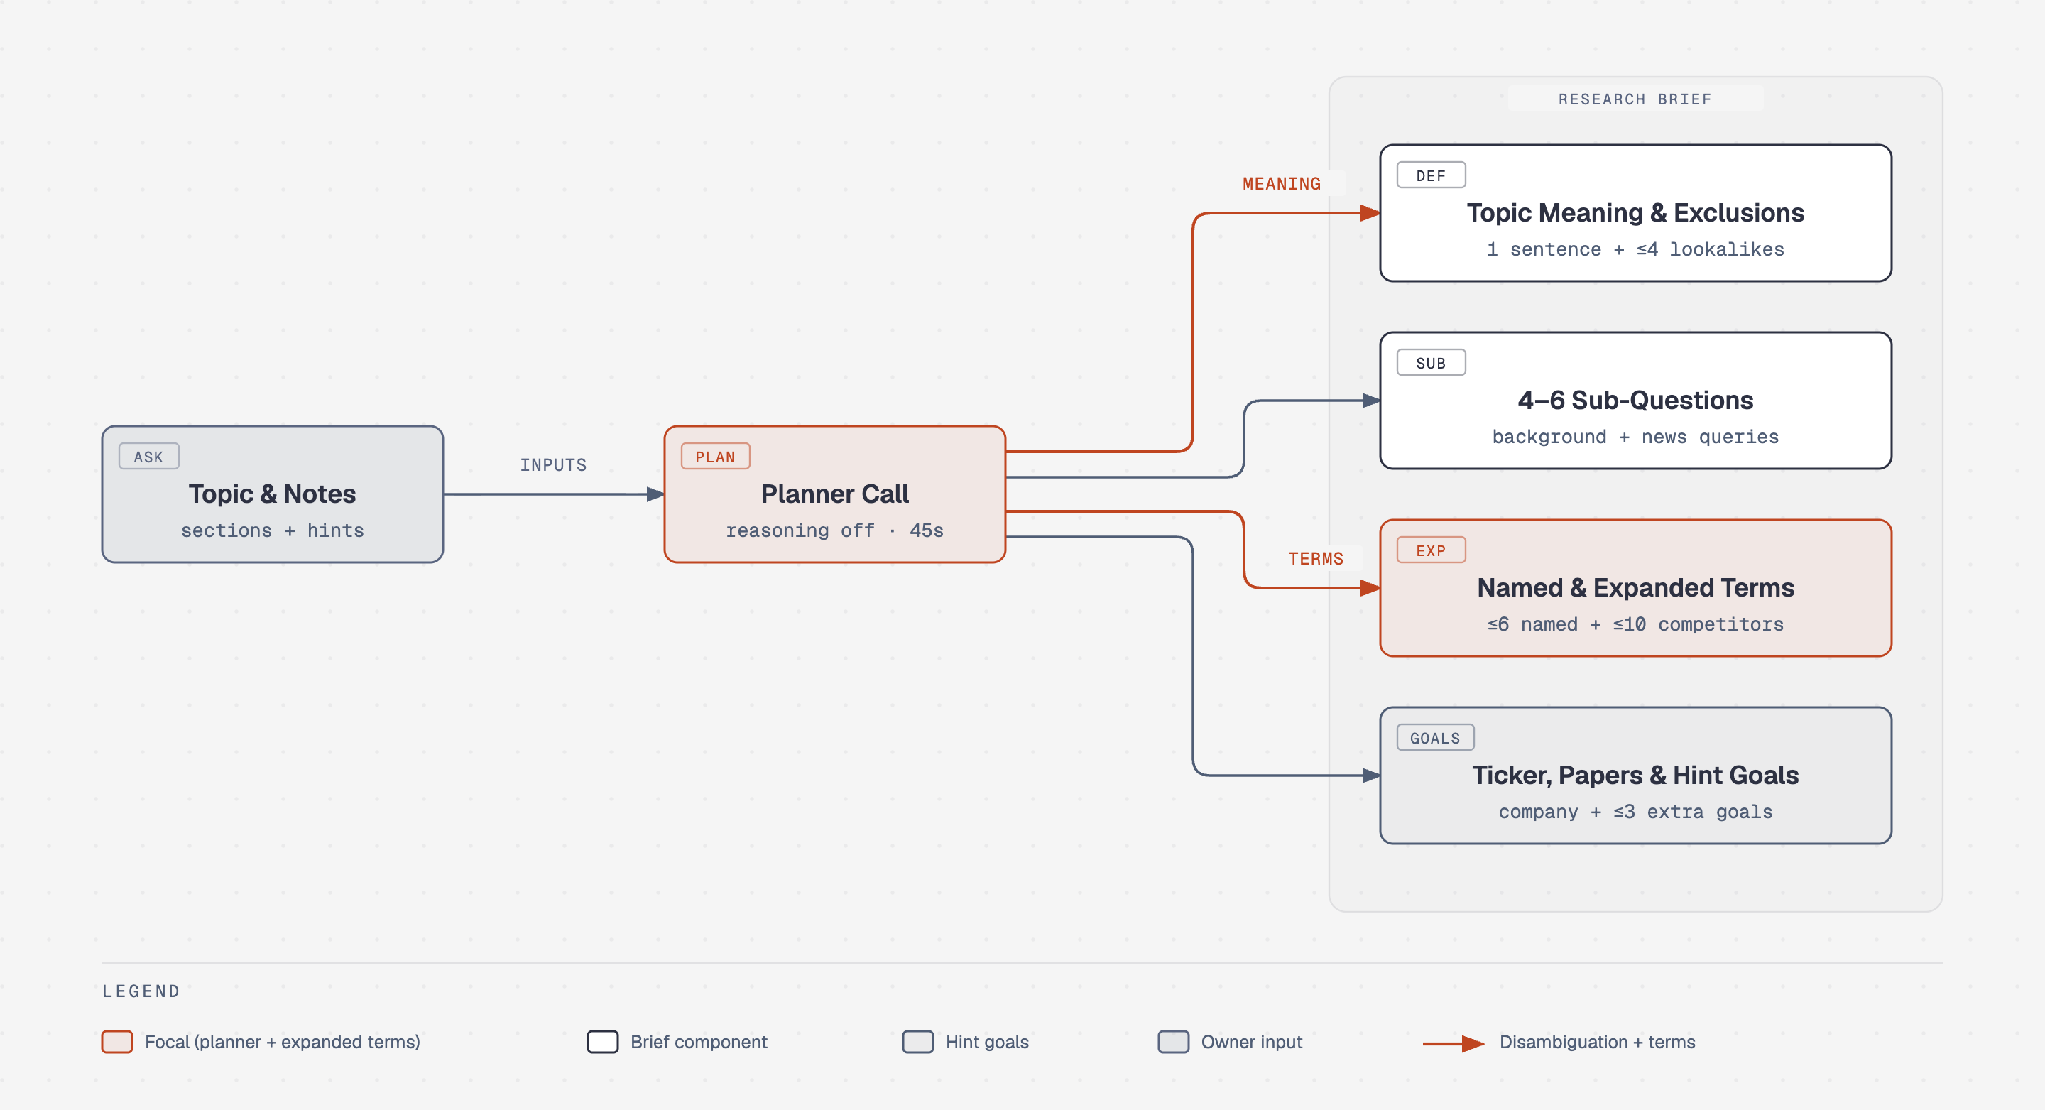 RESEARCH BRIEF
DEF
MEANING
Topic Meaning & Exclusions
1 sentence + ≤4 lookalikes
SUB
4–6 Sub-Questions
background + news queries
ASK
Topic & Notes
sections + hints
INPUTS
PLAN
Planner Call
reasoning off · 45s
EXP
TERMS
Named & Expanded Terms
≤6 named + ≤10 competitors
GOALS
Ticker, Papers & Hint Goals
company + ≤3 extra goals
LEGEND
Focal (planner + expanded terms)
Brief component
Hint goals
Owner input
Disambiguation + terms